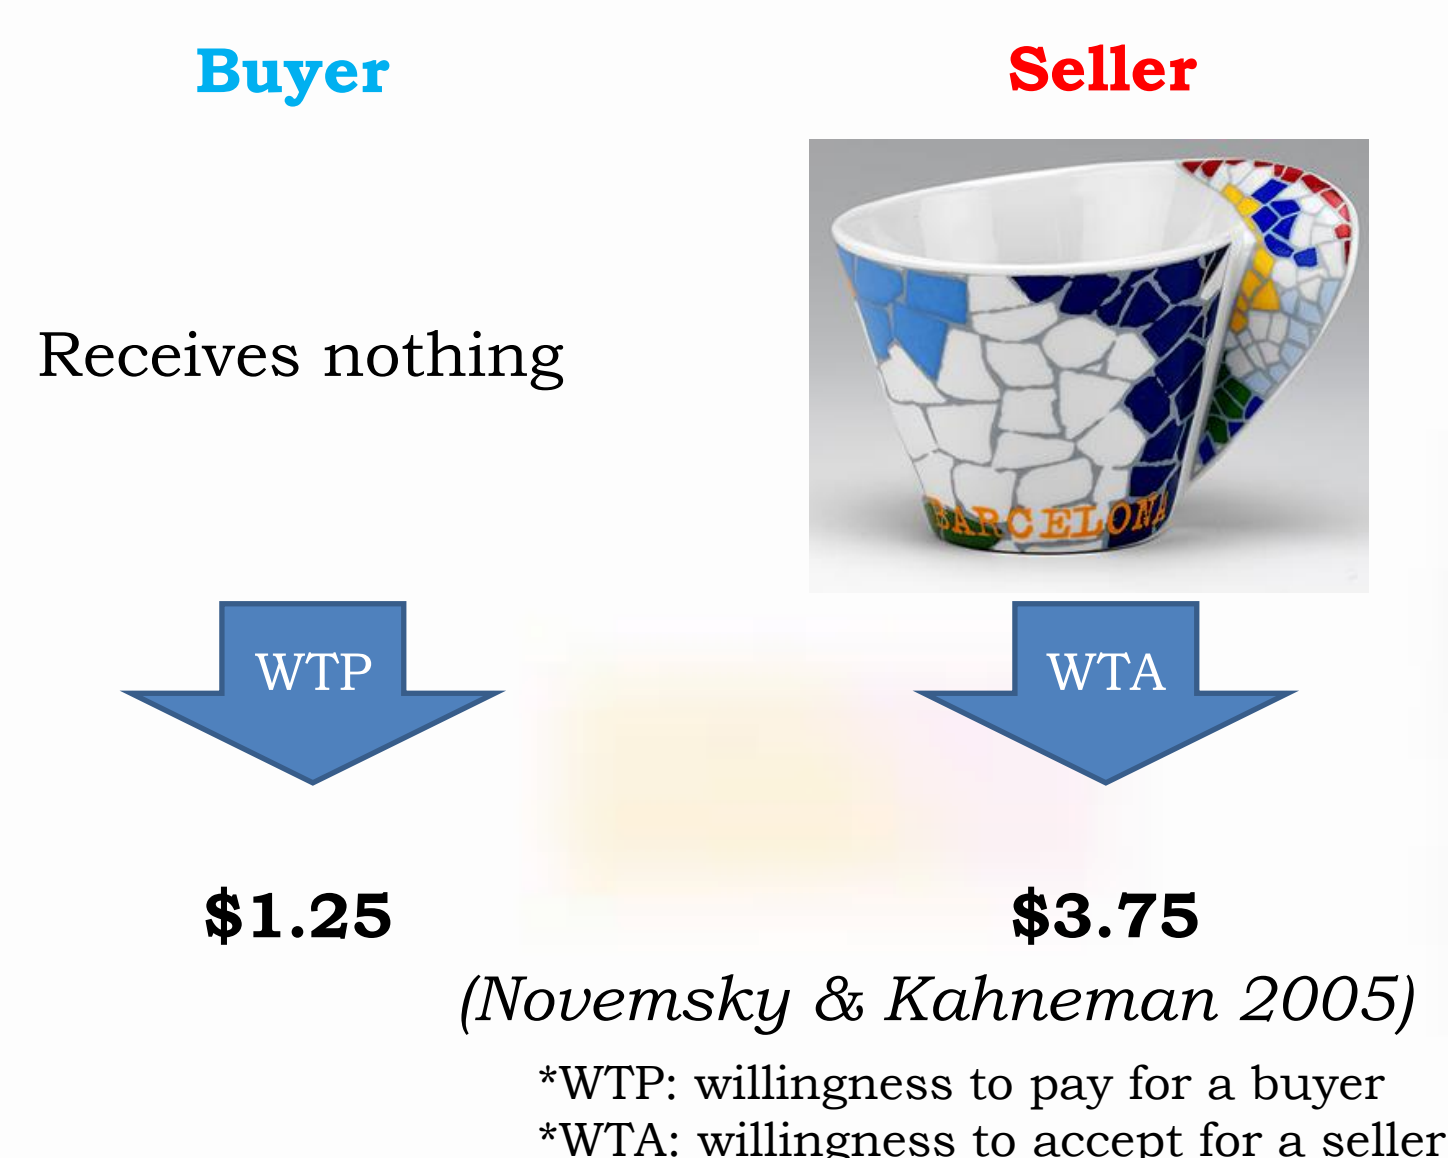 Buyer
Seller
Receives nothing
BARCELONA
WTP
WTA
$1.25
$3.75
(Novemsky & Kahneman 2005)
*WTP: willingness to pay for a buyer
*WTA: willingness to accept for a seller